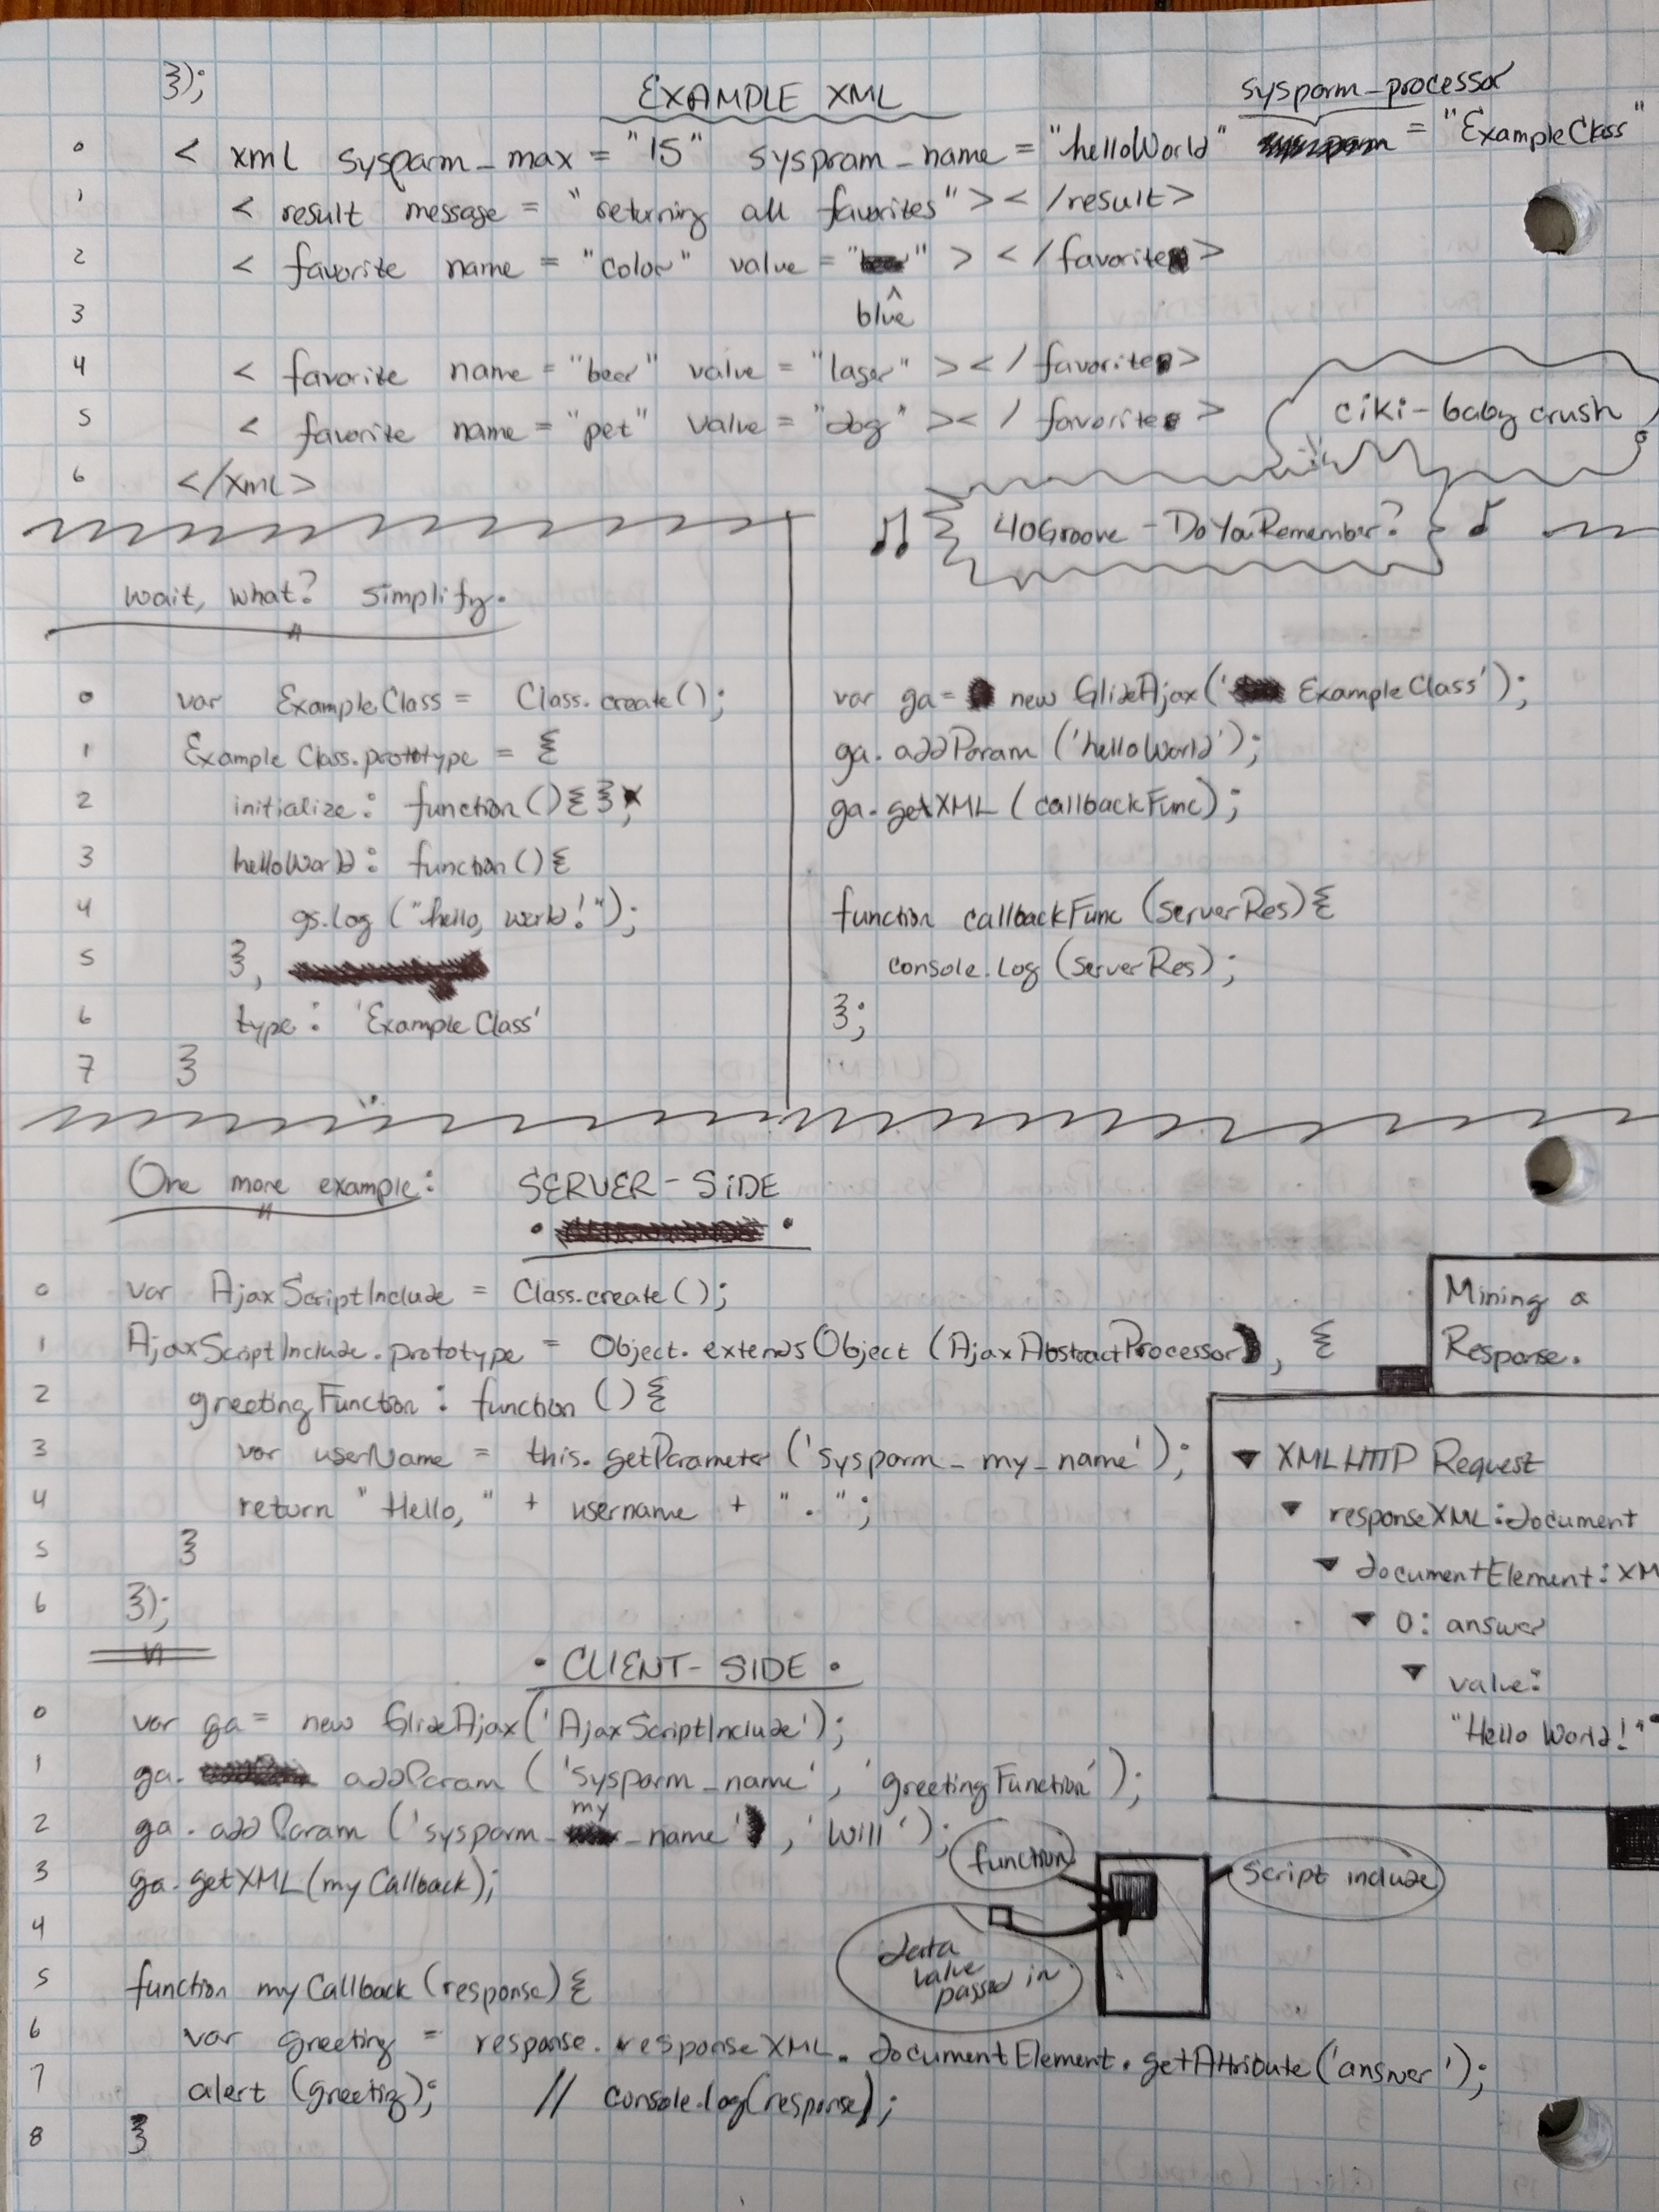 });
EXAMPLE XML
sysparm_processor
0 < xml sysparm_max = "15" syspram_name = "helloWorld" = "ExampleClass"
1 < result message = "returning all favorites" >< /result>
2 < favorite name = "color" value = " " > < /favorite >
3 blue
4 < favorite name = "beer" value = "lager" >< / favorite >
5 < favorite name = "pet" value = "dog" >< / favorite >
6 </xml>
ciki-baby crush
40Groove - DoYouRemember?
wait, what? simplify.
0 var ExampleClass = Class.create();
1 ExampleClass.prototype = {
2 initialize: function(){},
3 helloWorld: function(){
4 gs.log ("hello, world!");
5 },
6 type: 'ExampleClass'
7 }
var ga = new GlideAjax(' ExampleClass');
ga.addParam ('helloWorld');
ga.getXML (callbackFunc);
function callbackFunc (serverRes){
console.log (serverRes);
};
One more example: SERVER-SIDE
0 var AjaxScriptInclude = Class.create();
1 AjaxScriptInclude.prototype = Object.extendsObject (AjaxAbstractProcessor, {
2 greetingFunction: function () {
3 var userName = this.getParameter ('sysparm_my_name');
4 return "Hello, " + username + ".";
5 }
6 });
Mining a
Response.
XMLHTTP Request
responseXML: document
documentElement: XM
0: answer
value:
"Hello World!"
• CLIENT-SIDE •
0 var ga = new GlideAjax('AjaxScriptInclude');
1 ga. addParam ('sysparm_name', 'greetingFunction');
2 ga.addParam ('sysparm_my_name', 'Will');
3 ga.getXML(myCallback);
4
5 function myCallback (response) {
6 var greeting = response.responseXML.documentElement.getAttribute('answer');
7 alert (greeting); // console.log(response);
8 }
function
script include
data
value
passed in